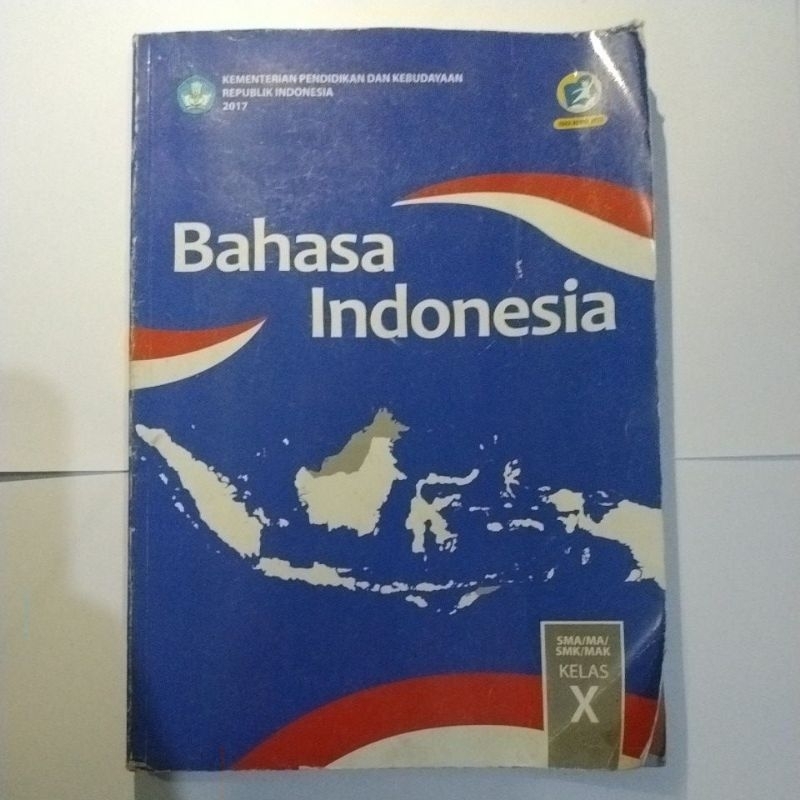 KEMENTERIAN PENDIDIKAN DAN KEBUDAYAAN
REPUBLIK INDONESIA
2017
Bahasa
Indonesia
SMA/MA/
SMK/MAK
KELAS
X